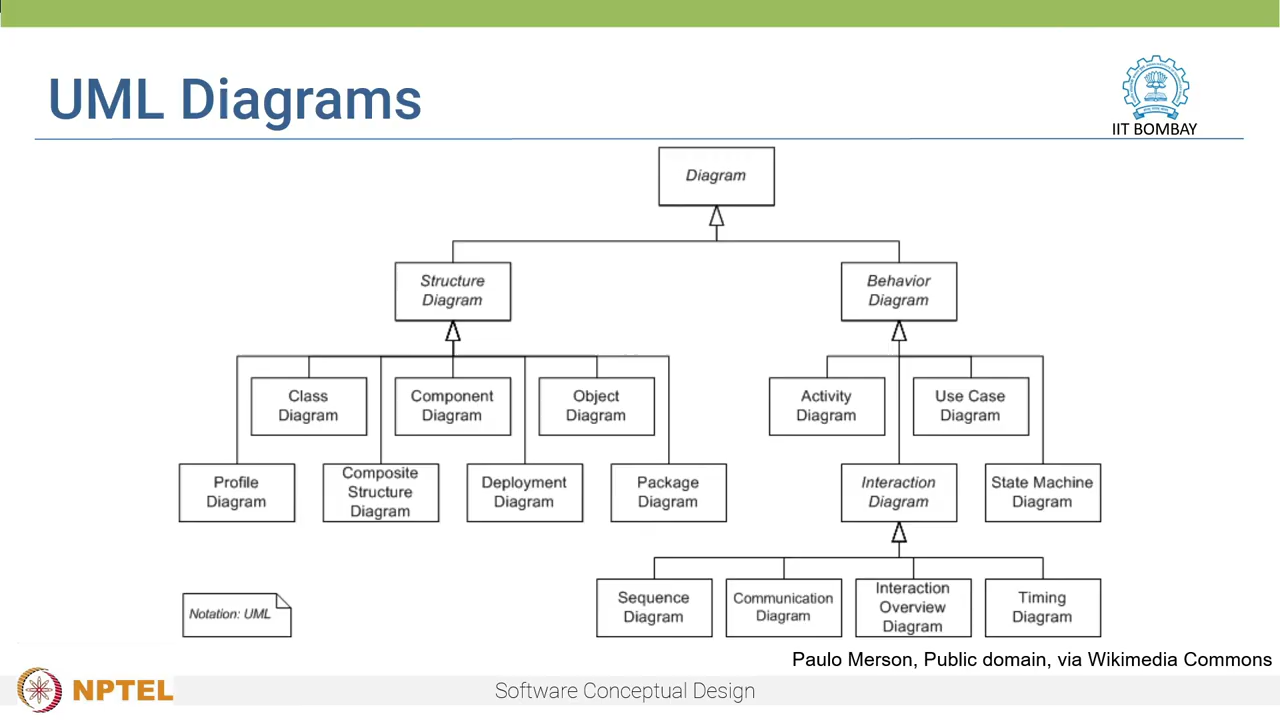 UML Diagrams
IIT BOMBAY
Diagram
Structure
Diagram
Behavior
Diagram
Class
Diagram
Component
Diagram
Object
Diagram
Activity
Diagram
Use Case
Diagram
Profile
Diagram
Composite
Structure
Diagram
Deployment
Diagram
Package
Diagram
Interaction
Diagram
State Machine
Diagram
Sequence
Diagram
Communication
Diagram
Interaction
Overview
Diagram
Timing
Diagram
Notation: UML
Paulo Merson, Public domain, via Wikimedia Commons
NPTEL
Software Conceptual Design